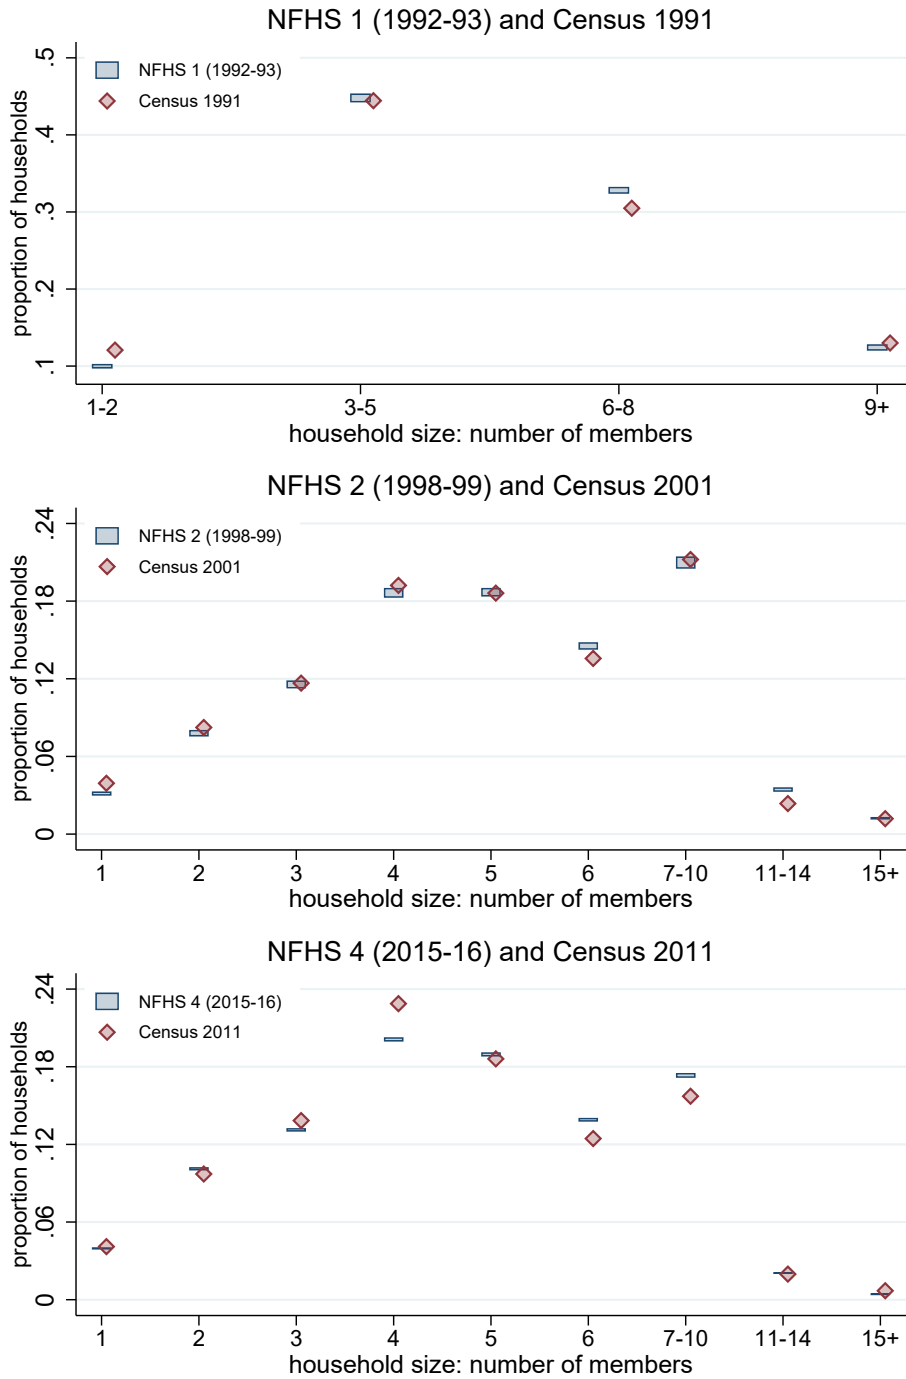 NFHS 1 (1992-93) and Census 1991
.5
.4
.3
.2
.1
proportion of households
NFHS 1 (1992-93)
Census 1991
1-2 3-5 6-8 9+
household size: number of members
NFHS 2 (1998-99) and Census 2001
.24
.18
.12
.06
0
proportion of households
NFHS 2 (1998-99)
Census 2001
1 2 3 4 5 6 7-10 11-14 15+
household size: number of members
NFHS 4 (2015-16) and Census 2011
.24
.18
.12
.06
0
proportion of households
NFHS 4 (2015-16)
Census 2011
1 2 3 4 5 6 7-10 11-14 15+
household size: number of members